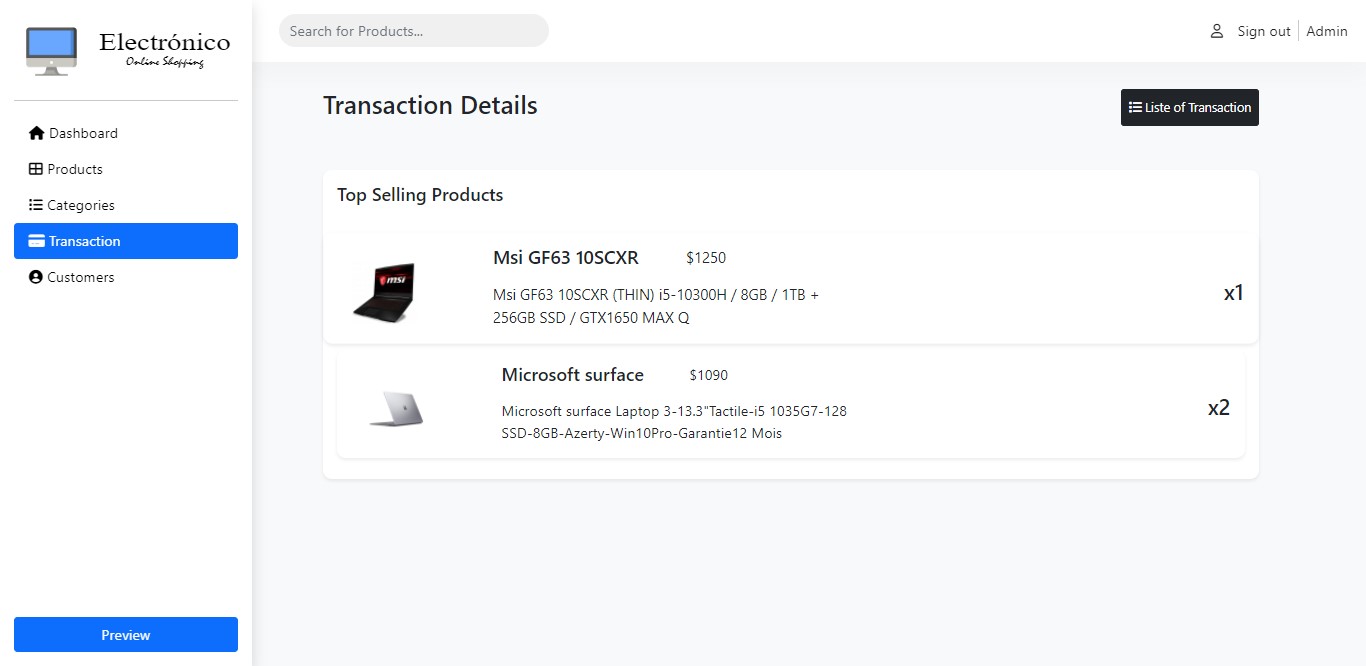 Electrónico
Online Shopping
Dashboard
Products
Categories
Transaction
Customers
Preview
Search for Products...
Sign out
Admin
Transaction Details
Liste of Transaction
Top Selling Products
msi
Msi GF63 10SCXR
$1250
Msi GF63 10SCXR (THIN) i5-10300H / 8GB / 1TB +
256GB SSD / GTX1650 MAX Q
x1
Microsoft surface
$1090
Microsoft surface Laptop 3-13.3"Tactile-i5 1035G7-128
SSD-8GB-Azerty-Win10Pro-Garantie12 Mois
x2